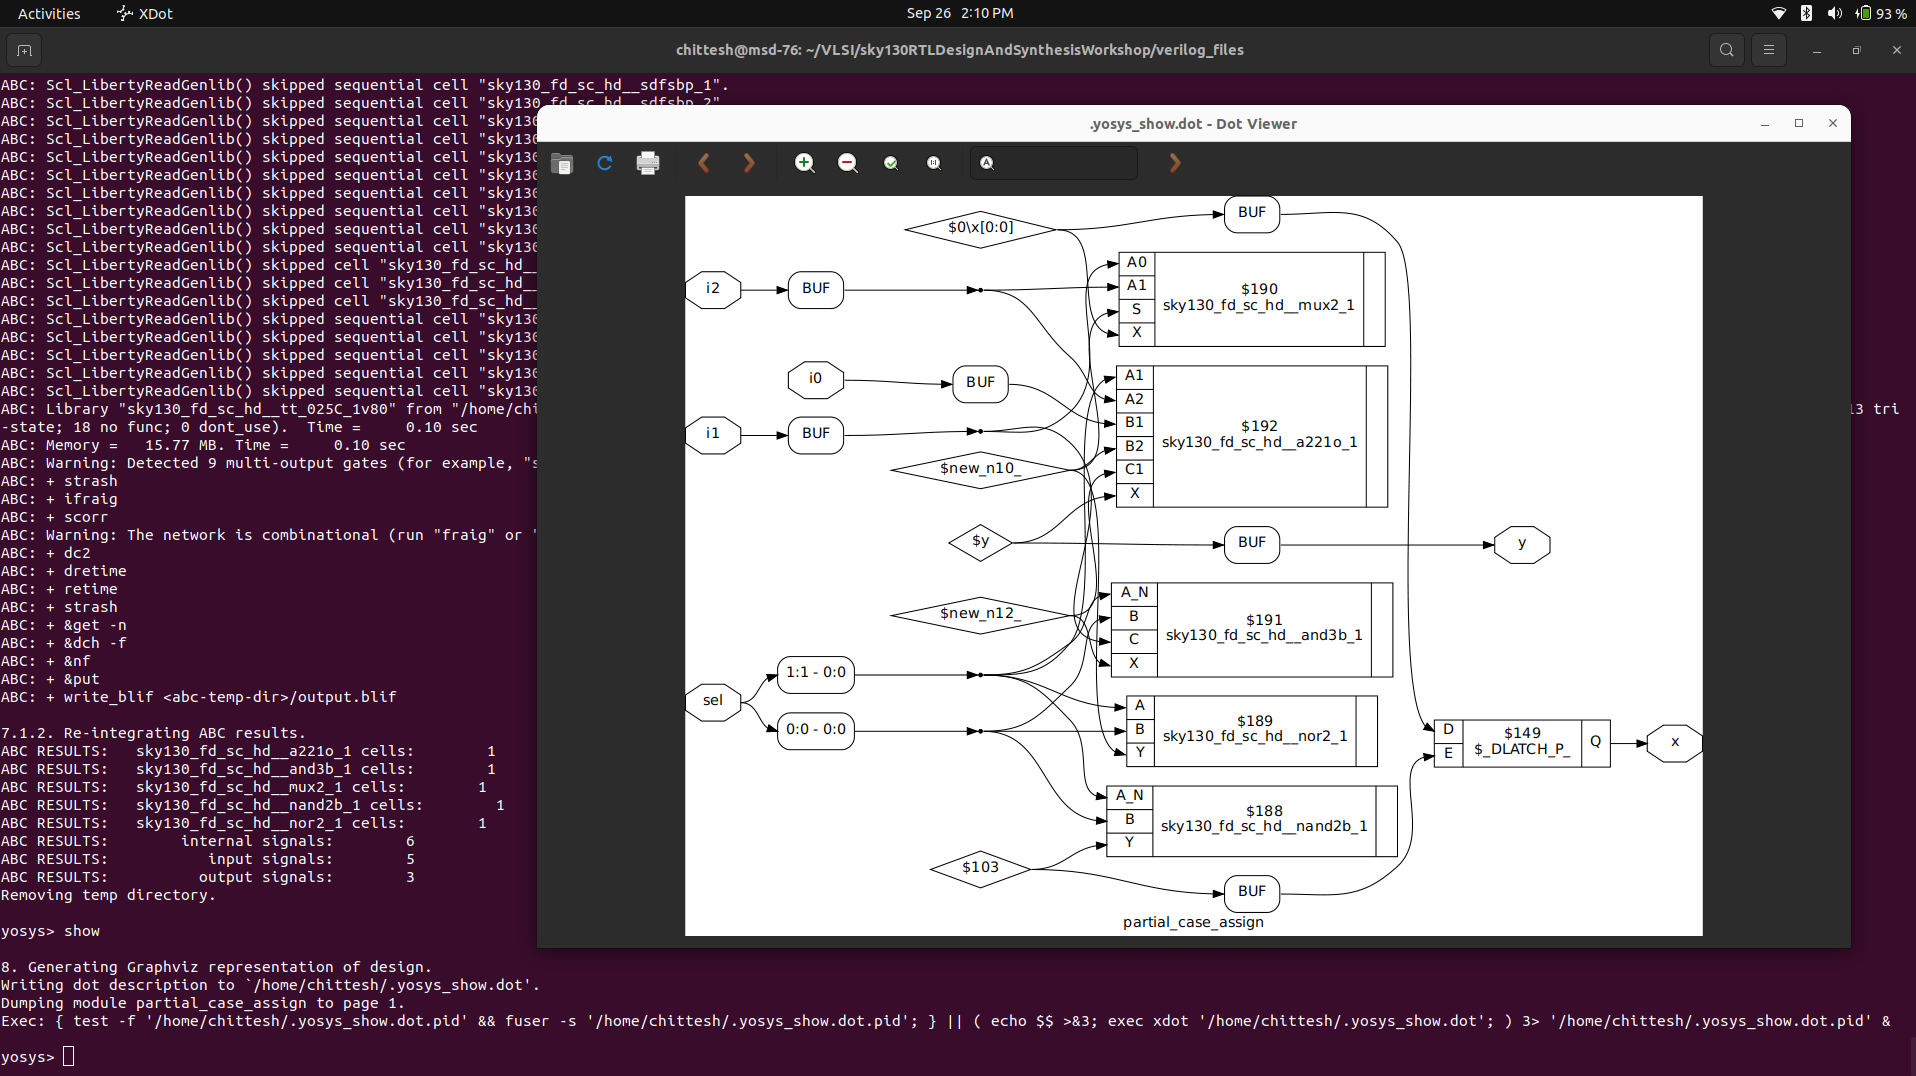 Activities
XDot
Sep 26 2:10 PM
93 %
chittesh@msd-76: ~/VLSI/sky130RTLDesignAndSynthesisWorkshop/verilog_files
ABC: Scl_LibertyReadGenlib() skipped sequential cell "sky130_fd_sc_hd__sdfsbp_1".
ABC: Scl_LibertyReadGenlib() skipped sequential cell "sky130_fd_sc_hd__sdfsbp_2"
ABC: Scl_LibertyReadGenlib() skipped sequential cell "sky130
ABC: Scl_LibertyReadGenlib() skipped sequential cell "sky130
ABC: Scl_LibertyReadGenlib() skipped sequential cell "sky130
ABC: Scl_LibertyReadGenlib() skipped sequential cell "sky130
ABC: Scl_LibertyReadGenlib() skipped sequential cell "sky130
ABC: Scl_LibertyReadGenlib() skipped sequential cell "sky130
ABC: Scl_LibertyReadGenlib() skipped sequential cell "sky130
ABC: Scl_LibertyReadGenlib() skipped sequential cell "sky130
ABC: Scl_LibertyReadGenlib() skipped cell "sky130_fd_sc_hd__
ABC: Scl_LibertyReadGenlib() skipped cell "sky130_fd_sc_hd__
ABC: Scl_LibertyReadGenlib() skipped cell "sky130_fd_sc_hd__
ABC: Scl_LibertyReadGenlib() skipped sequential cell "sky130
ABC: Scl_LibertyReadGenlib() skipped sequential cell "sky130
ABC: Scl_LibertyReadGenlib() skipped sequential cell "sky130
ABC: Scl_LibertyReadGenlib() skipped sequential cell "sky130
ABC: Scl_LibertyReadGenlib() skipped sequential cell "sky130
ABC: Library "sky130_fd_sc_hd__tt_025C_1v80" from "/home/chi
13 tri
-state; 18 no func; 0 dont_use). Time = 0.10 sec
ABC: Memory = 15.77 MB. Time = 0.10 sec
ABC: Warning: Detected 9 multi-output gates (for example, "s
ABC: + strash
ABC: + ifraig
ABC: + scorr
ABC: Warning: The network is combinational (run "fraig" or "
ABC: + dc2
ABC: + dretime
ABC: + retime
ABC: + strash
ABC: + &get -n
ABC: + &dch -f
ABC: + &nf
ABC: + &put
ABC: + write_blif <abc-temp-dir>/output.blif
7.1.2. Re-integrating ABC results.
ABC RESULTS: sky130_fd_sc_hd__a221o_1 cells: 1
ABC RESULTS: sky130_fd_sc_hd__and3b_1 cells: 1
ABC RESULTS: sky130_fd_sc_hd__mux2_1 cells: 1
ABC RESULTS: sky130_fd_sc_hd__nand2b_1 cells: 1
ABC RESULTS: sky130_fd_sc_hd__nor2_1 cells: 1
ABC RESULTS: internal signals: 6
ABC RESULTS: input signals: 5
ABC RESULTS: output signals: 3
Removing temp directory.
yosys> show
8. Generating Graphviz representation of design.
Writing dot description to `/home/chittesh/.yosys_show.dot'.
Dumping module partial_case_assign to page 1.
Exec: { test -f '/home/chittesh/.yosys_show.dot.pid' && fuser -s '/home/chittesh/.yosys_show.dot.pid'; } || ( echo $$ >&3; exec xdot '/home/chittesh/.yosys_show.dot'; ) 3> '/home/chittesh/.yosys_show.dot.pid' &
yosys>
.yosys_show.dot - Dot Viewer
$0\x[0:0]
BUF
i2
BUF
A0
A1
S
X
$190
sky130_fd_sc_hd__mux2_1
i0
BUF
i1
BUF
A1
A2
B1
B2
C1
X
$192
sky130_fd_sc_hd__a221o_1
$new_n10_
$y
BUF
y
$new_n12_
A_N
B
C
X
$191
sky130_fd_sc_hd__and3b_1
sel
1:1 - 0:0
0:0 - 0:0
A
B
Y
$189
sky130_fd_sc_hd__nor2_1
D
E
$149
$_DLATCH_P_
Q
x
A_N
B
Y
$188
sky130_fd_sc_hd__nand2b_1
$103
BUF
partial_case_assign